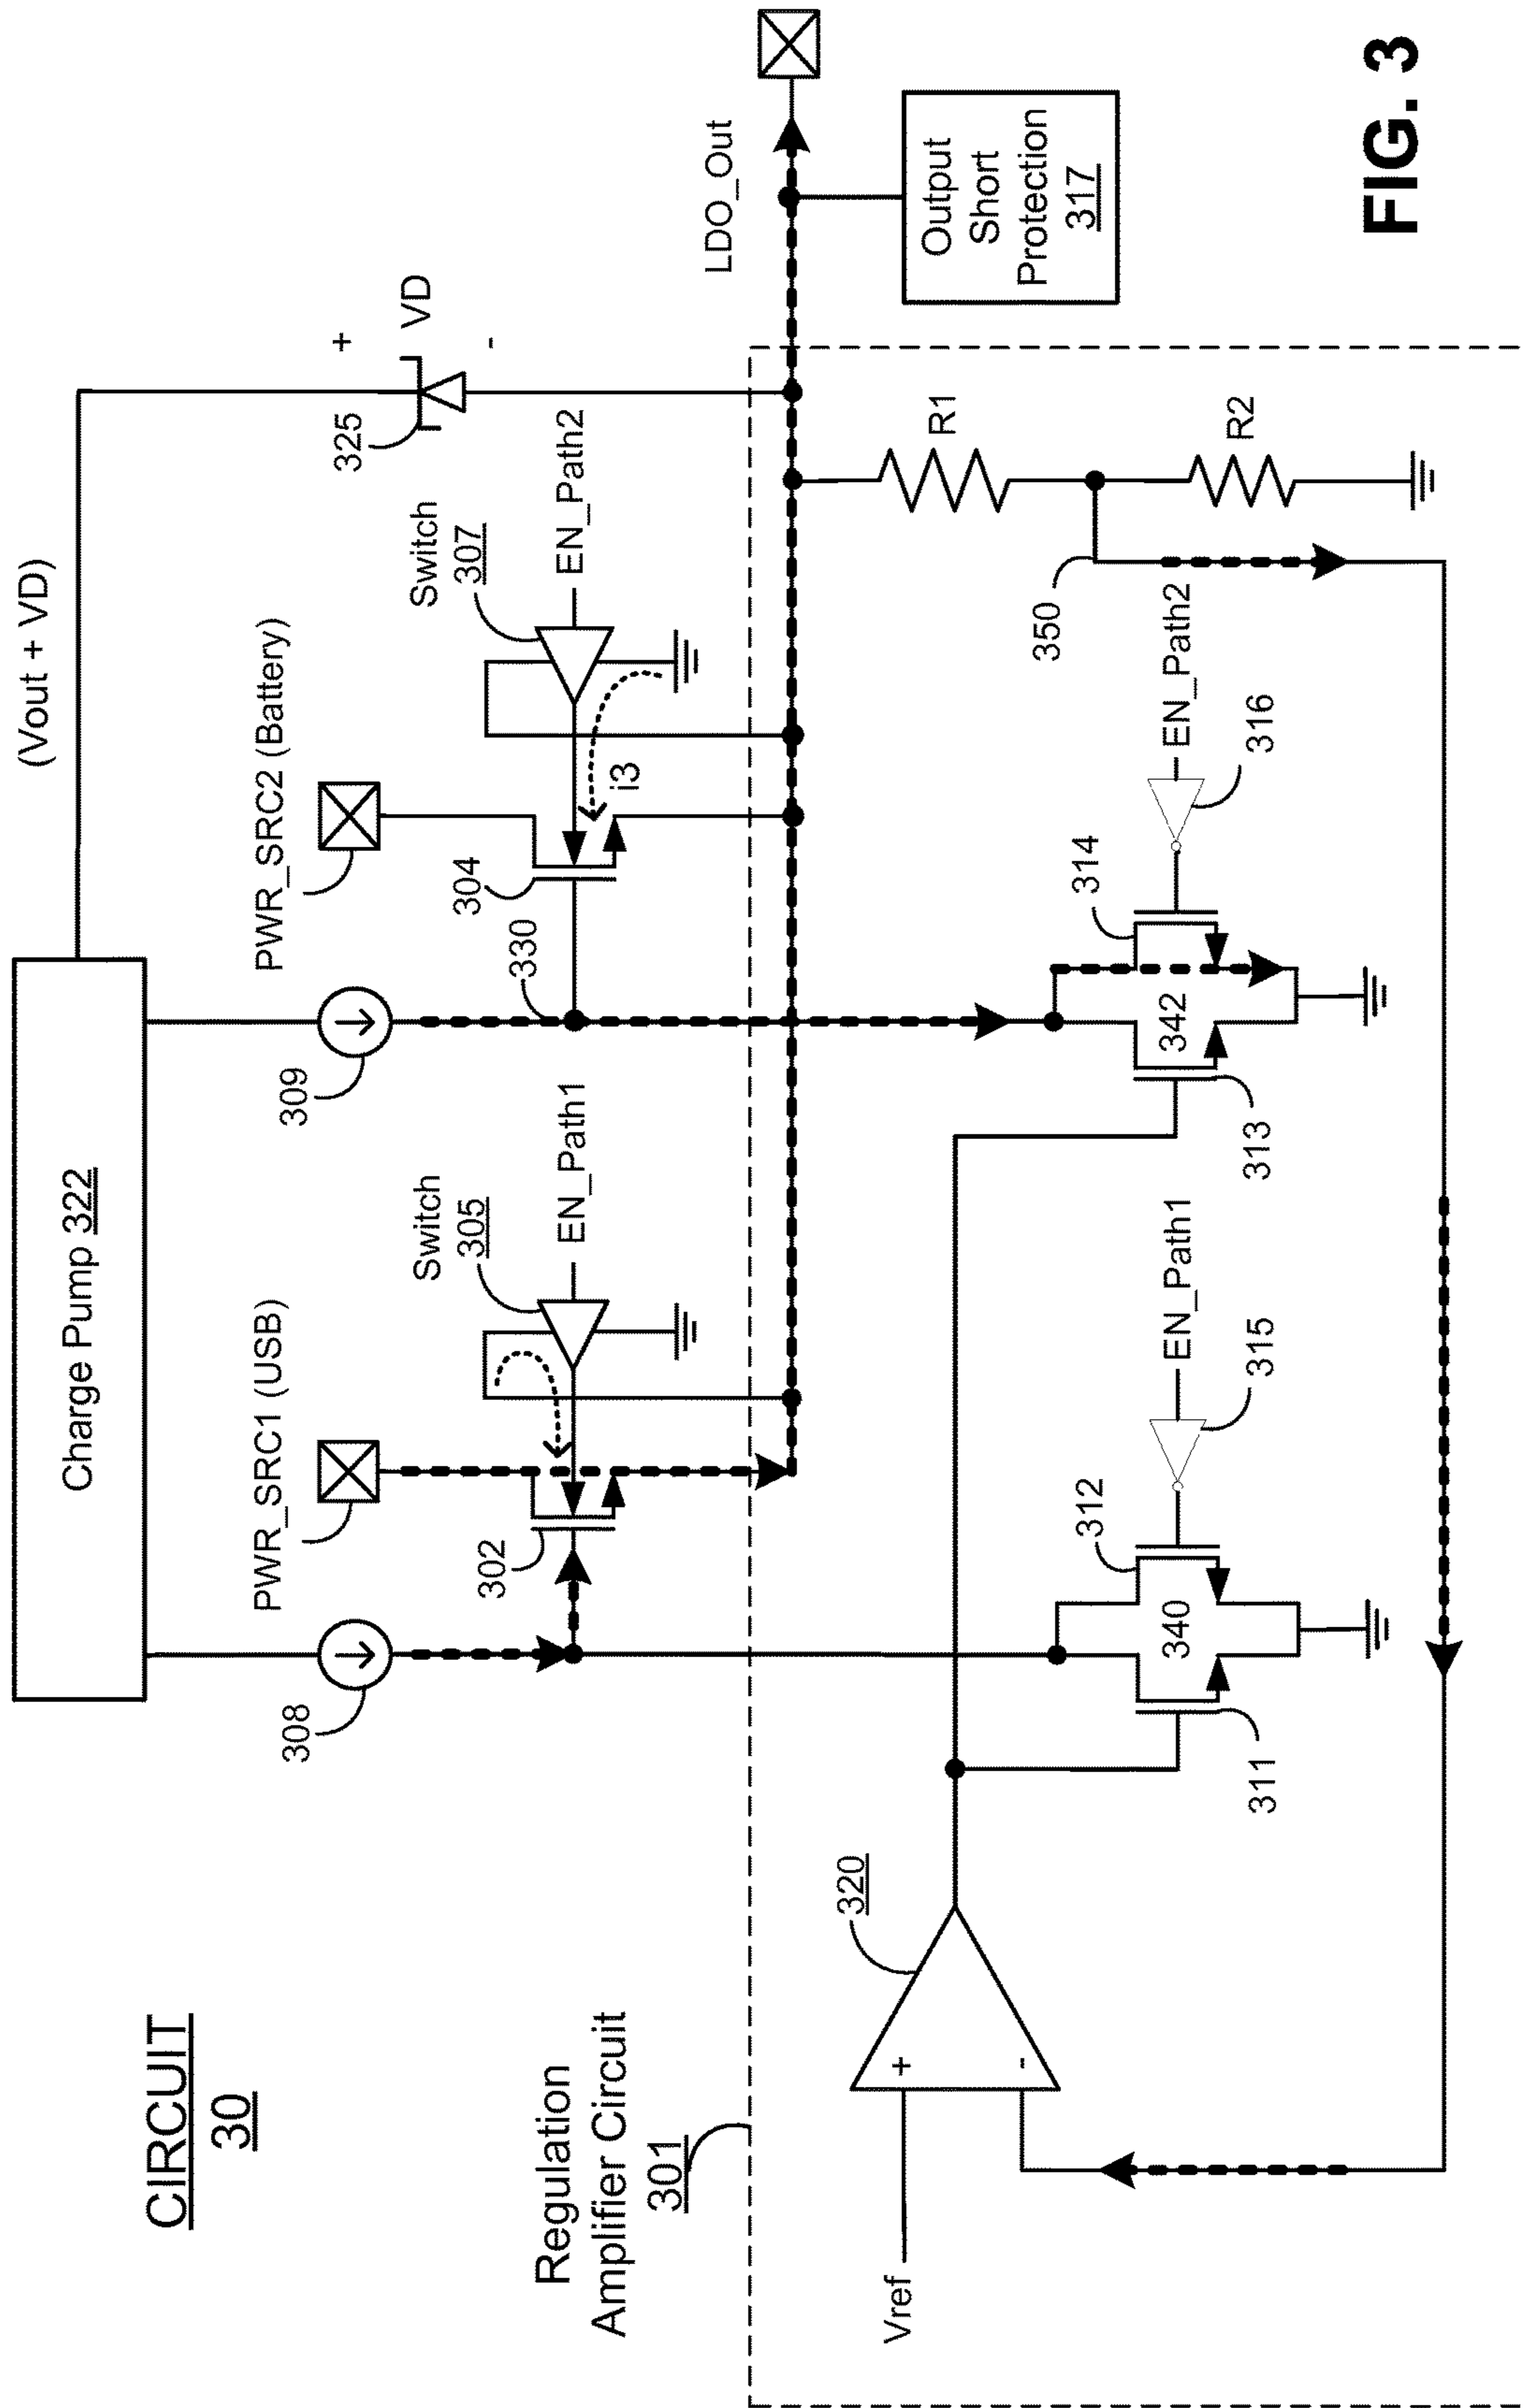 CIRCUIT
30
Charge Pump 322
(Vout + VD)
308
PWR_SRC1 (USB)
302
Switch
305
EN_Path1
309
330
PWR_SRC2 (Battery)
304
i3
Switch
307
EN_Path2
325
+
VD
-
LDO_Out
Output
Short
Protection
317
Regulation
Amplifier Circuit
301
Vref
+
-
320
311
340
312
EN_Path1
315
313
342
314
EN_Path2
316
350
R1
R2
FIG. 3